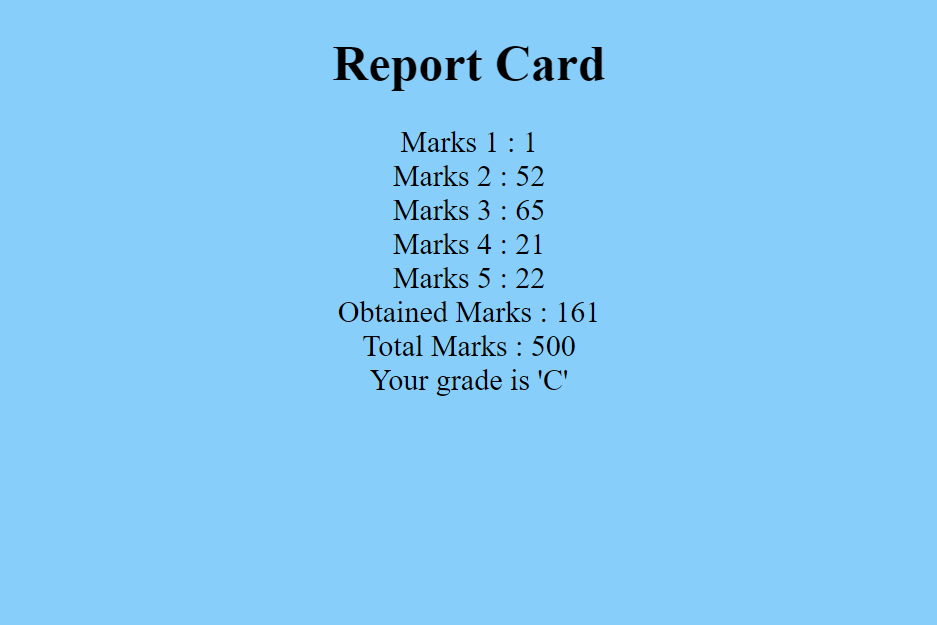 Report Card
Marks 1 : 1
Marks 2 : 52
Marks 3 : 65
Marks 4 : 21
Marks 5 : 22
Obtained Marks : 161
Total Marks : 500
Your grade is 'C'